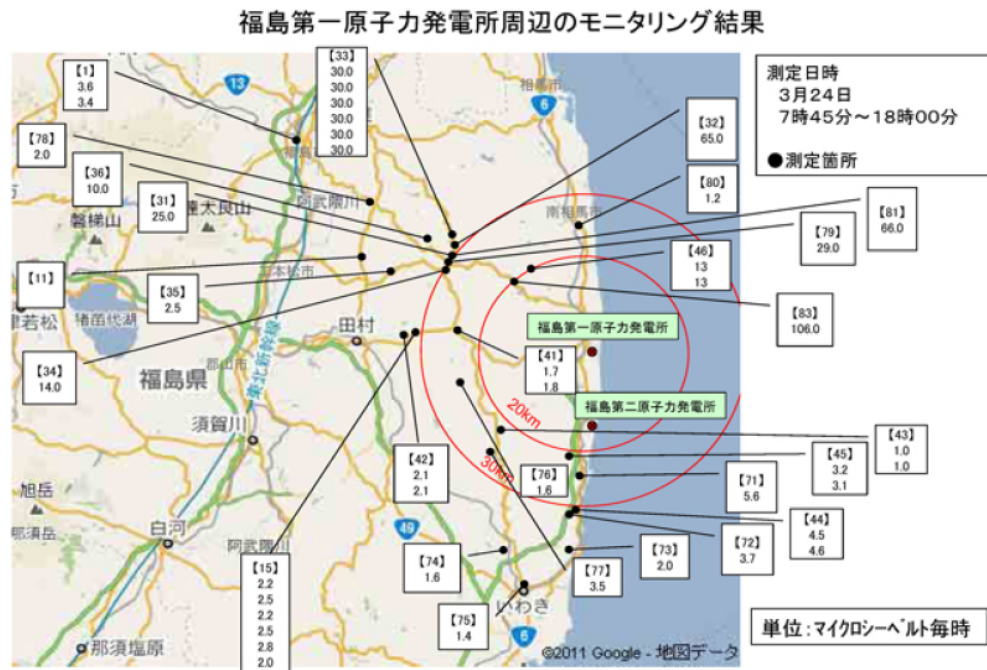 福島第一原子力発電所周辺のモニタリング結果
測定日時
3月24日
7時45分～18時00分
●測定箇所
【1】
3.6
3.4
【33】
30.0
30.0
30.0
30.0
30.0
30.0
【32】
65.0
【78】
2.0
【36】
10.0
【31】
25.0
【80】
1.2
【81】
66.0
【79】
29.0
【46】
13
13
【83】
106.0
【11】
【35】
2.5
【34】
14.0
【41】
1.7
1.8
【42】
2.1
2.1
【76】
1.6
【43】
1.0
1.0
【45】
3.2
3.1
【71】
5.6
【44】
4.5
4.6
【72】
3.7
【73】
2.0
【77】
3.5
【74】
1.6
【75】
1.4
【15】
2.2
2.5
2.2
2.5
2.8
2.0
13
6
相馬市
阿武隈川
南相馬市
磐梯山
本松市
猪苗代湖
津若松
田村
福島第一原子力発電所
福島第二原子力発電所
20km
30km
東北新幹線
郡山市
福島県
須賀川
旭岳
那須岳
白河
阿武隈川
49
いわき
6
那須塩原
©2011 Google - 地図データ
単位:マイクロシーベルト毎時